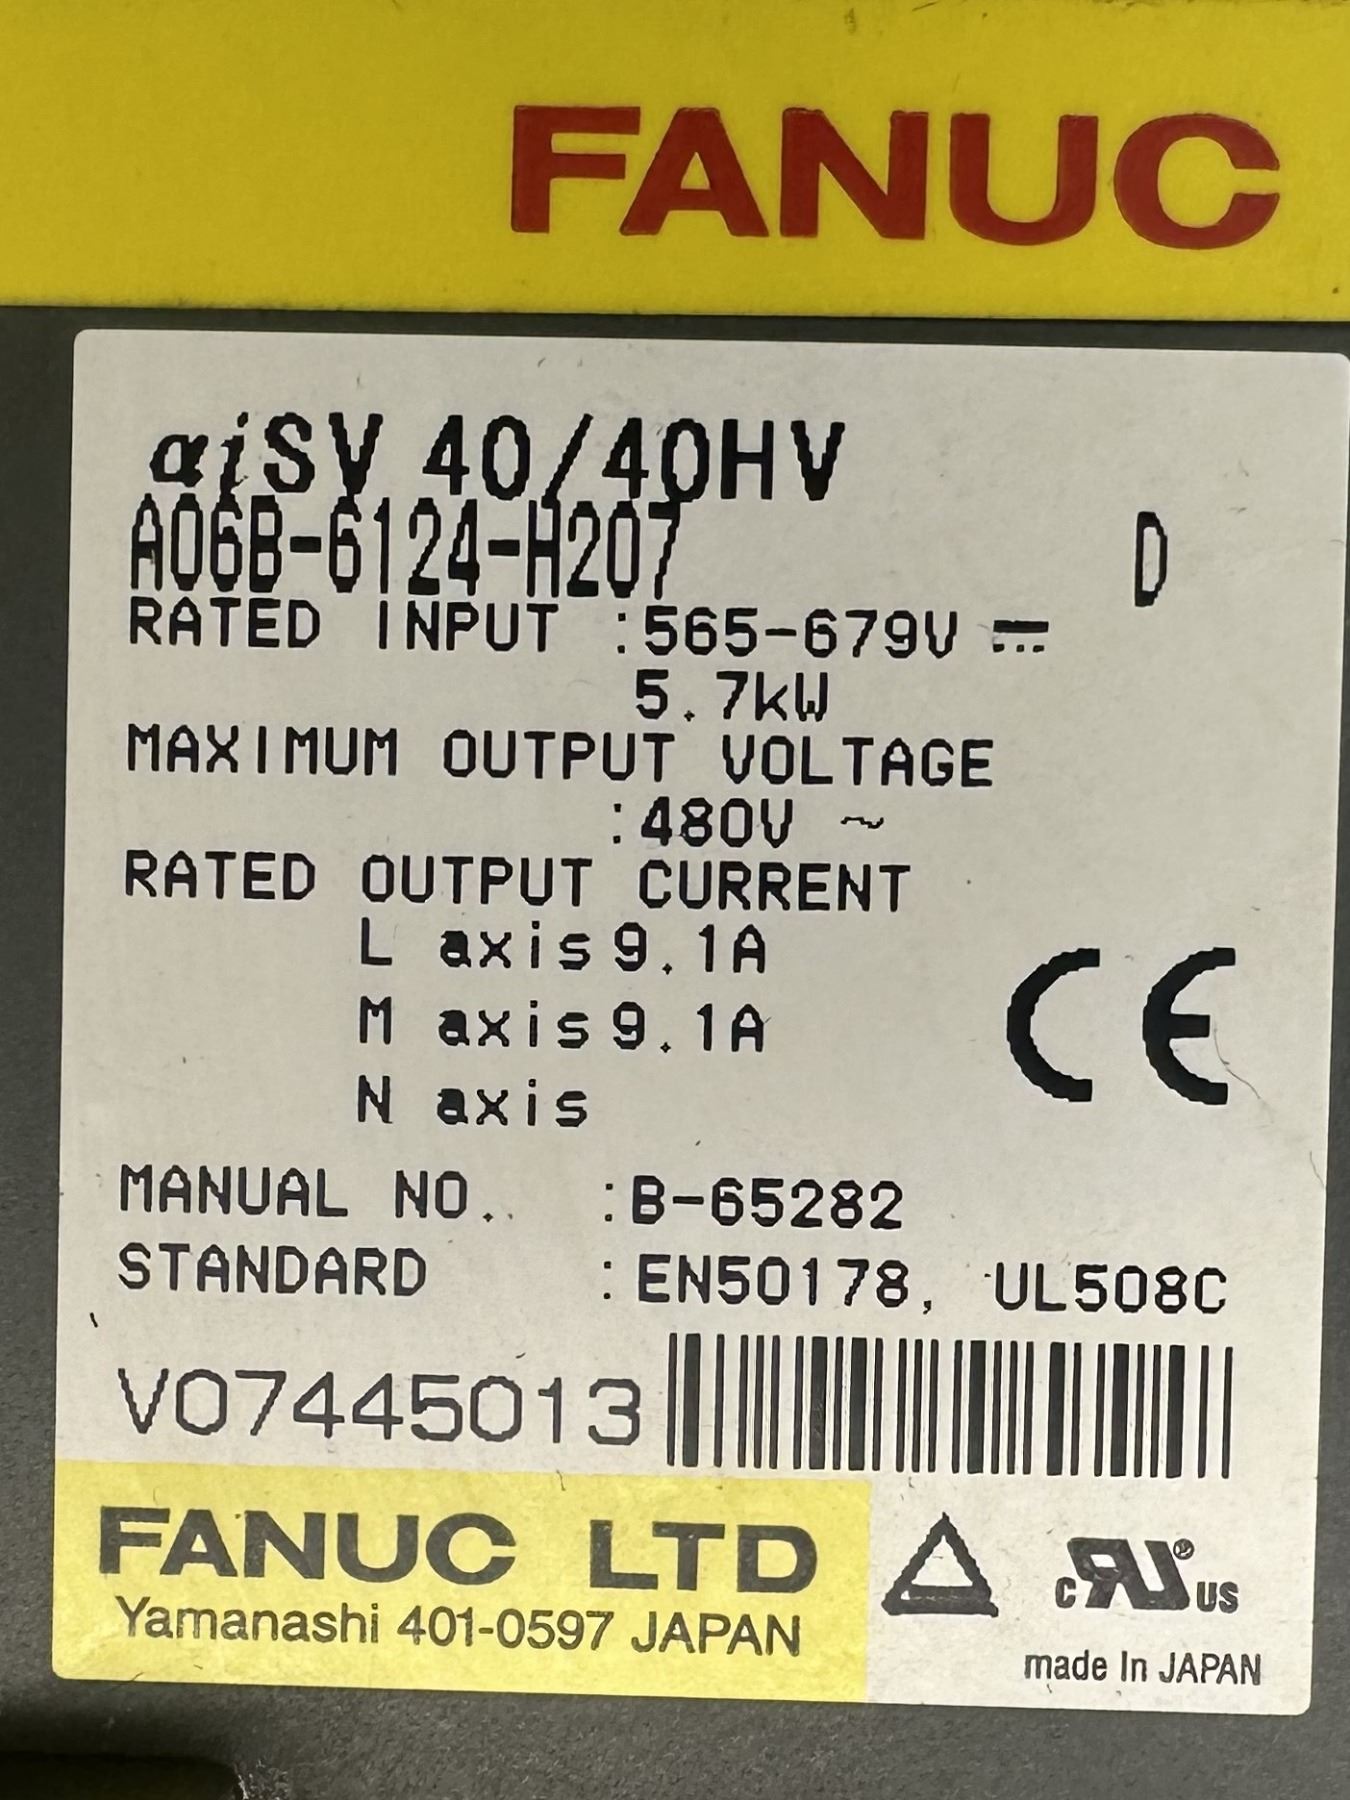 FANUC
αiSV 40/40HV
A06B-6124-H207 D
RATED INPUT :565-679V ⎓
5.7kW
MAXIMUM OUTPUT VOLTAGE
:480V ~
RATED OUTPUT CURRENT
L axis 9.1A
M axis 9.1A
N axis
CE
MANUAL NO. :B-65282
STANDARD :EN50178, UL508C
V07445013
FANUC LTD
Yamanashi 401-0597 JAPAN
c RU US
made In JAPAN